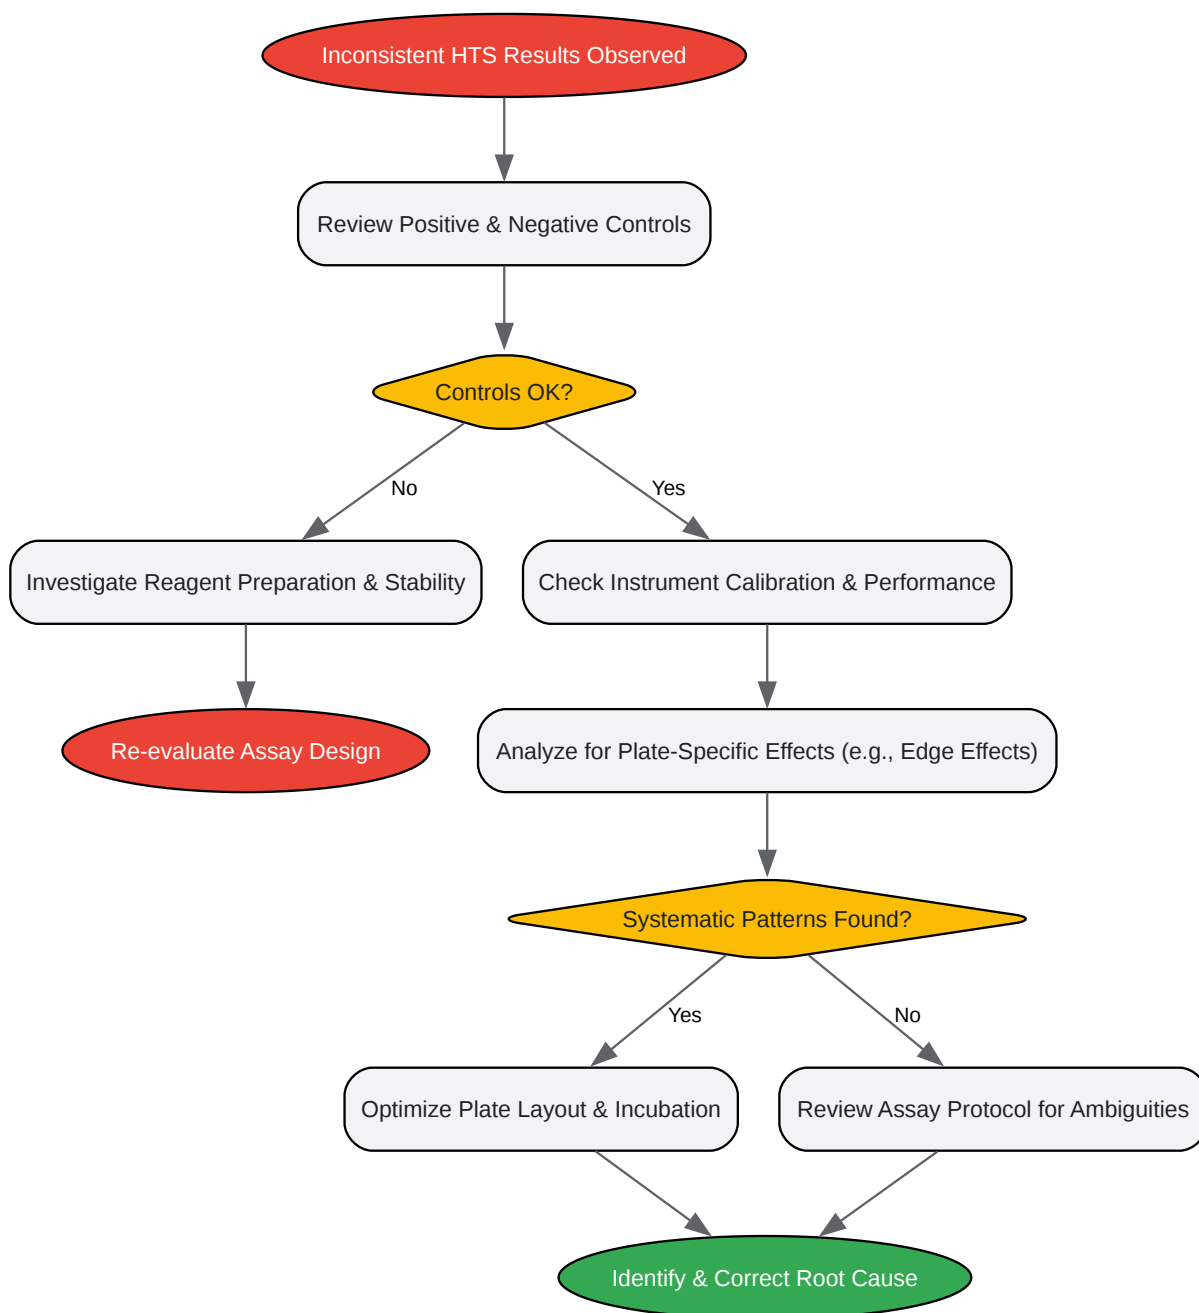 Inconsistent HTS Results Observed
Review Positive & Negative Controls
Controls OK?
No
Yes
Investigate Reagent Preparation & Stability
Check Instrument Calibration & Performance
Re-evaluate Assay Design
Analyze for Plate-Specific Effects (e.g., Edge Effects)
Systematic Patterns Found?
Yes
No
Optimize Plate Layout & Incubation
Review Assay Protocol for Ambiguities
Identify & Correct Root Cause